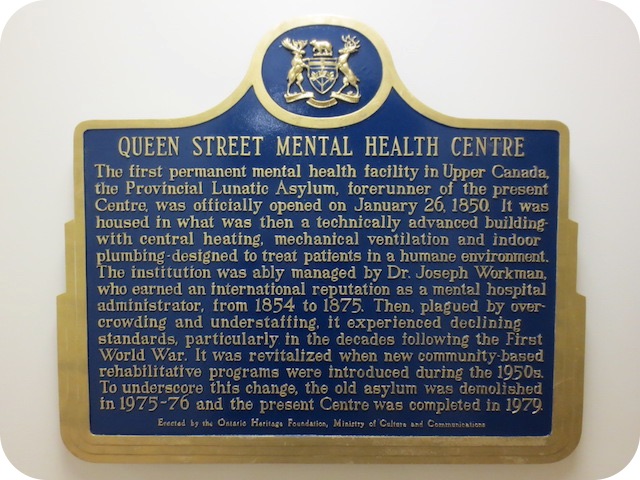 QUEEN STREET MENTAL HEALTH CENTRE
The first permanent mental health facility in Upper Canada,
the Provincial Lunatic Asylum, forerunner of the present
Centre, was officially opened on January 26, 1850. It was
housed in what was then a technically advanced building-
with central heating, mechanical ventilation and indoor
plumbing-designed to treat patients in a humane environment.
The institution was ably managed by Dr. Joseph Workman,
who earned an international reputation as a mental hospital
administrator, from 1854 to 1875. Then, plagued by over-
crowding and understaffing, it experienced declining
standards, particularly in the decades following the First
World War. It was revitalized when new community-based
rehabilitative programs were introduced during the 1950s.
To underscore this change, the old asylum was demolished
in 1975-76 and the present Centre was completed in 1979.
Erected by the Ontario Heritage Foundation, Ministry of Culture and Communications